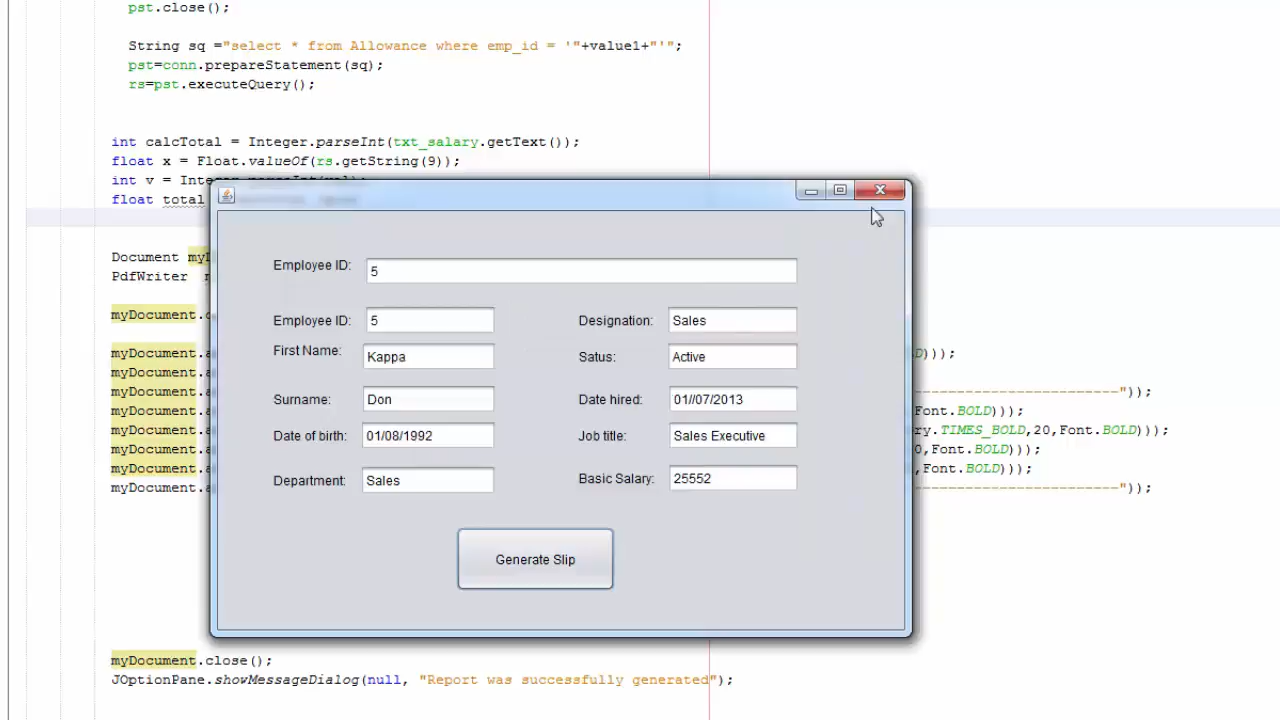 pst.close();
String sq ="select * from Allowance where emp_id = '"+value1+"'";
pst=conn.prepareStatement(sq);
rs=pst.executeQuery();
int calcTotal = Integer.parseInt(txt_salary.getText());
float x = Float.valueOf(rs.getString(9));
int v =
float total
Document
PdfWriter
Employee ID: 5
Employee ID: 5 Designation: Sales
First Name: Kappa Satus: Active
Surname: Don Date hired: 01//07/2013
Date of birth: 01/08/1992 Job title: Sales Executive
Department: Sales Basic Salary: 25552
Generate Slip
myDocument.
myDocument.a )));
myDocument.a
myDocument.a -----------------------"));
myDocument.a Font.BOLD)));
myDocument.a TIMES_BOLD,20,Font.BOLD)));
myDocument.a ,Font.BOLD)));
myDocument.a ,Font.BOLD)));
myDocument.a -----------------------"));
myDocument.close();
JOptionPane.showMessageDialog(null, "Report was successfully generated");